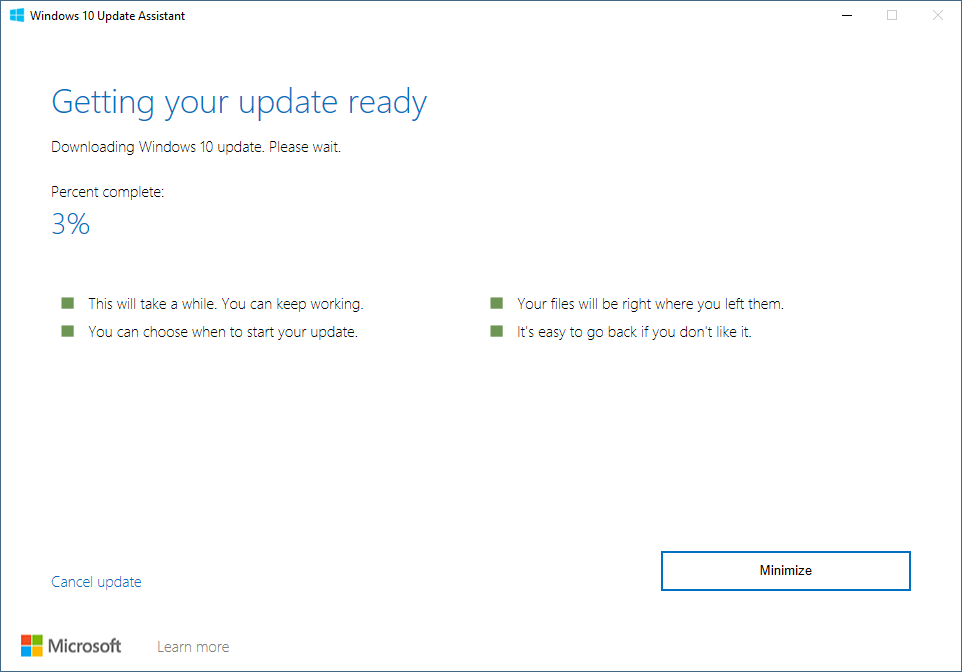 Windows 10 Update Assistant
Getting your update ready
Downloading Windows 10 update. Please wait.
Percent complete:
3%
This will take a while. You can keep working.
You can choose when to start your update.
Your files will be right where you left them.
It's easy to go back if you don't like it.
Cancel update
Minimize
Microsoft
Learn more